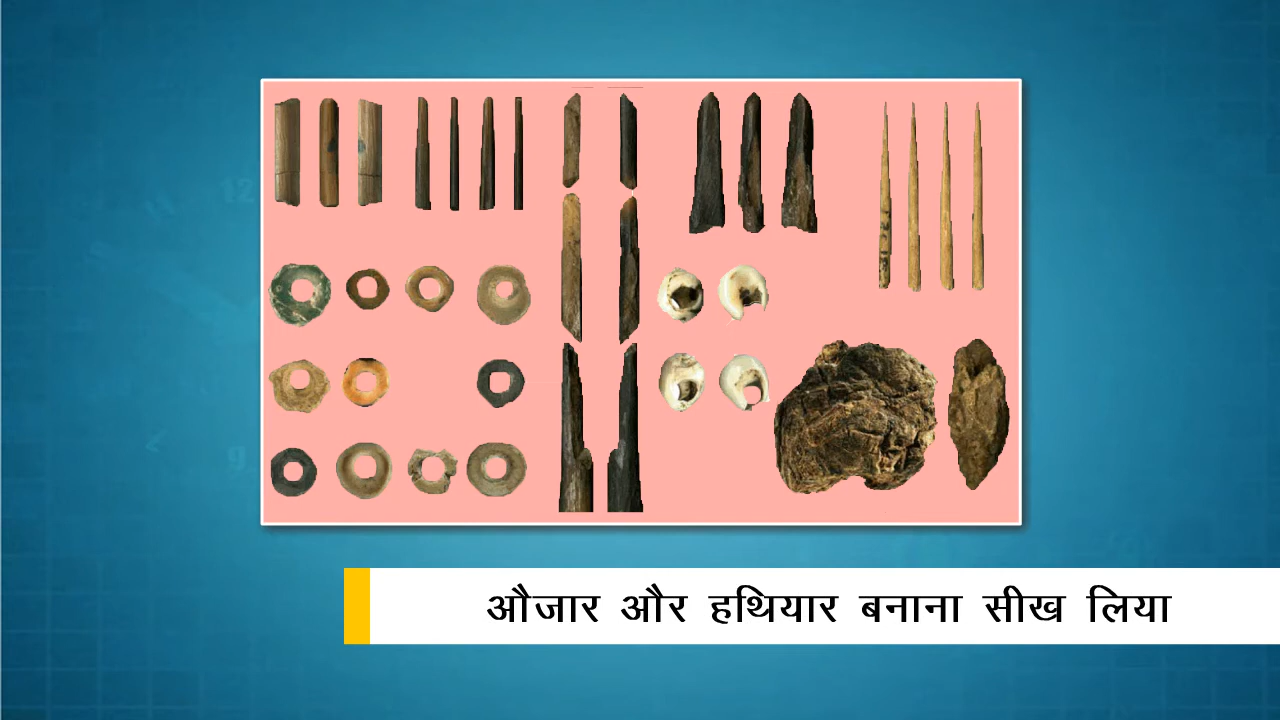 औजार और हथियार बनाना सीख लिया